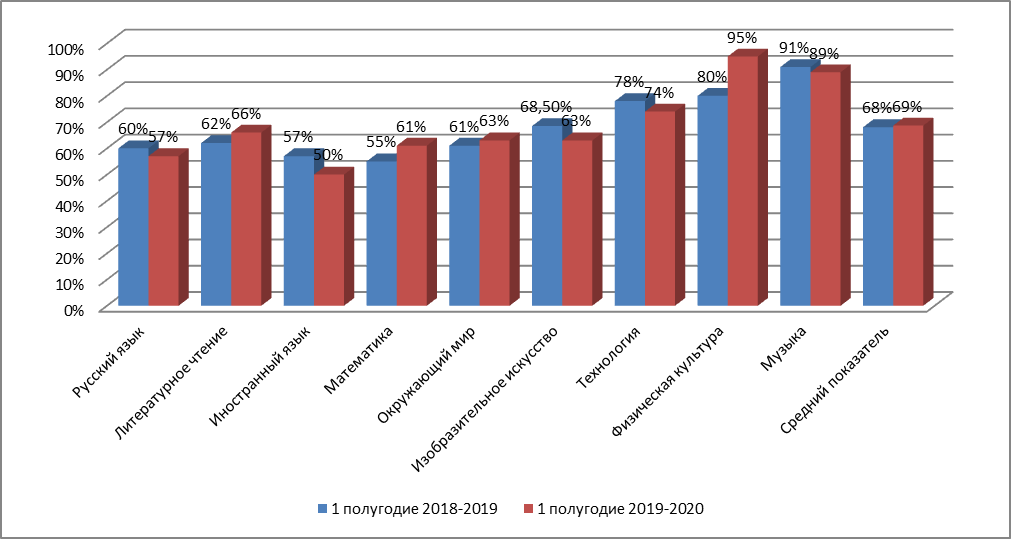 100%
90%
80%
70%
60%
50%
40%
30%
20%
10%
0%
60%
57%
62%
66%
57%
50%
55%
61%
61%
63%
68,50%
63%
78%
74%
80%
95%
91%
89%
68%
69%
Русский язык
Литературное чтение
Иностранный язык
Математика
Окружающий мир
Изобразительное искусство
Технология
Физическая культура
Музыка
Средний показатель
1 полугодие 2018-2019
1 полугодие 2019-2020